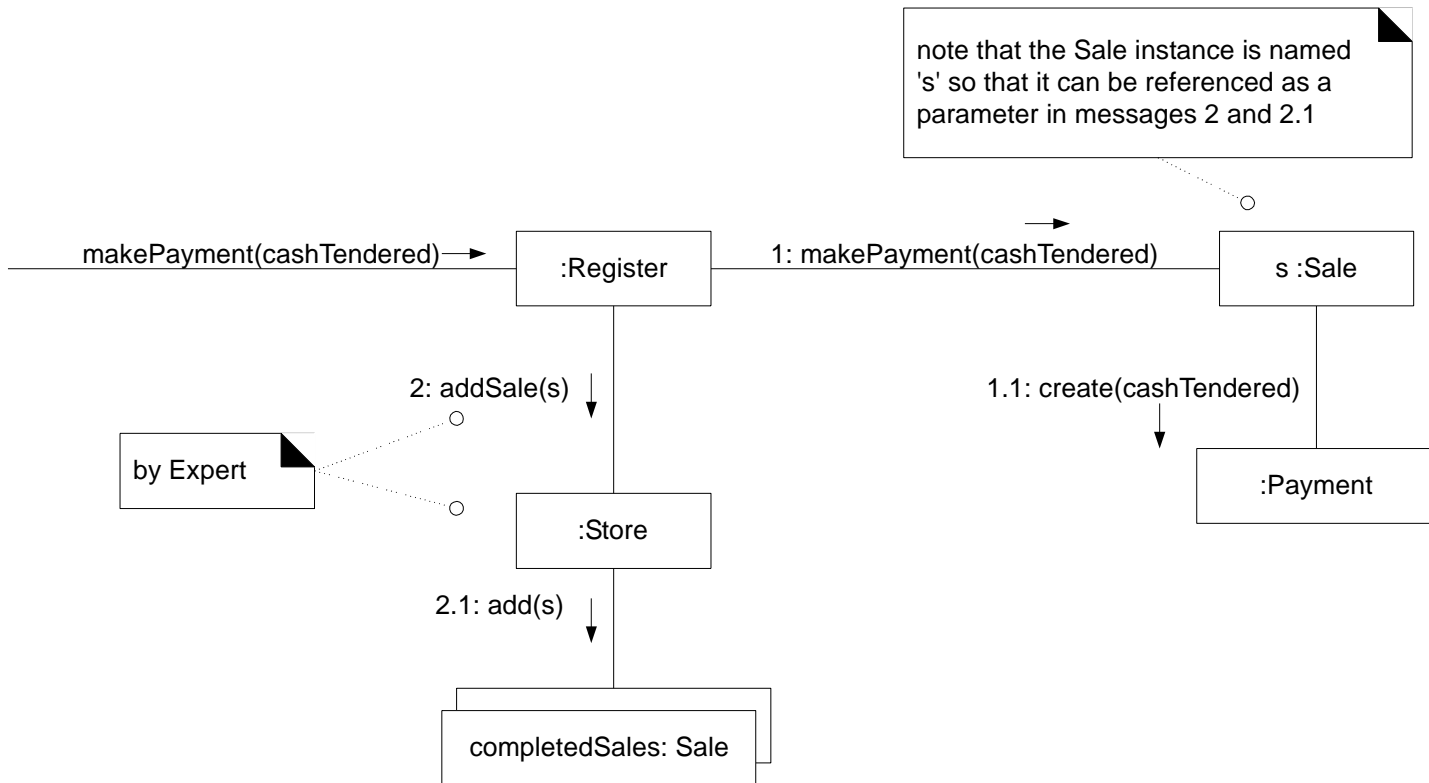 note that the Sale instance is named
's' so that it can be referenced as a
parameter in messages 2 and 2.1
makePayment(cashTendered)
:Register
1: makePayment(cashTendered)
s :Sale
2: addSale(s)
1.1: create(cashTendered)
by Expert
:Payment
:Store
2.1: add(s)
completedSales: Sale